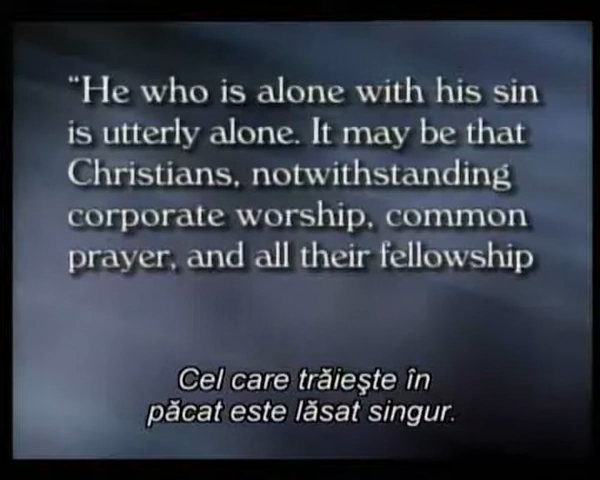 “He who is alone with his sin
is utterly alone. It may be that
Christians, notwithstanding
corporate worship, common
prayer, and all their fellowship
Cel care trăieşte în
păcat este lăsat singur.